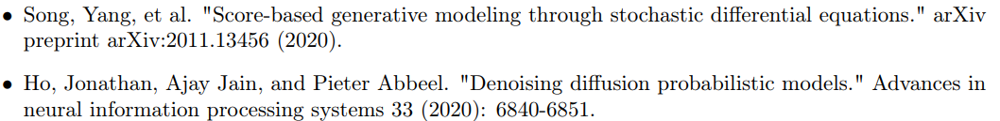 • Song, Yang, et al. "Score-based generative modeling through stochastic differential equations." arXiv
preprint arXiv:2011.13456 (2020).
• Ho, Jonathan, Ajay Jain, and Pieter Abbeel. "Denoising diffusion probabilistic models." Advances in
neural information processing systems 33 (2020): 6840-6851.